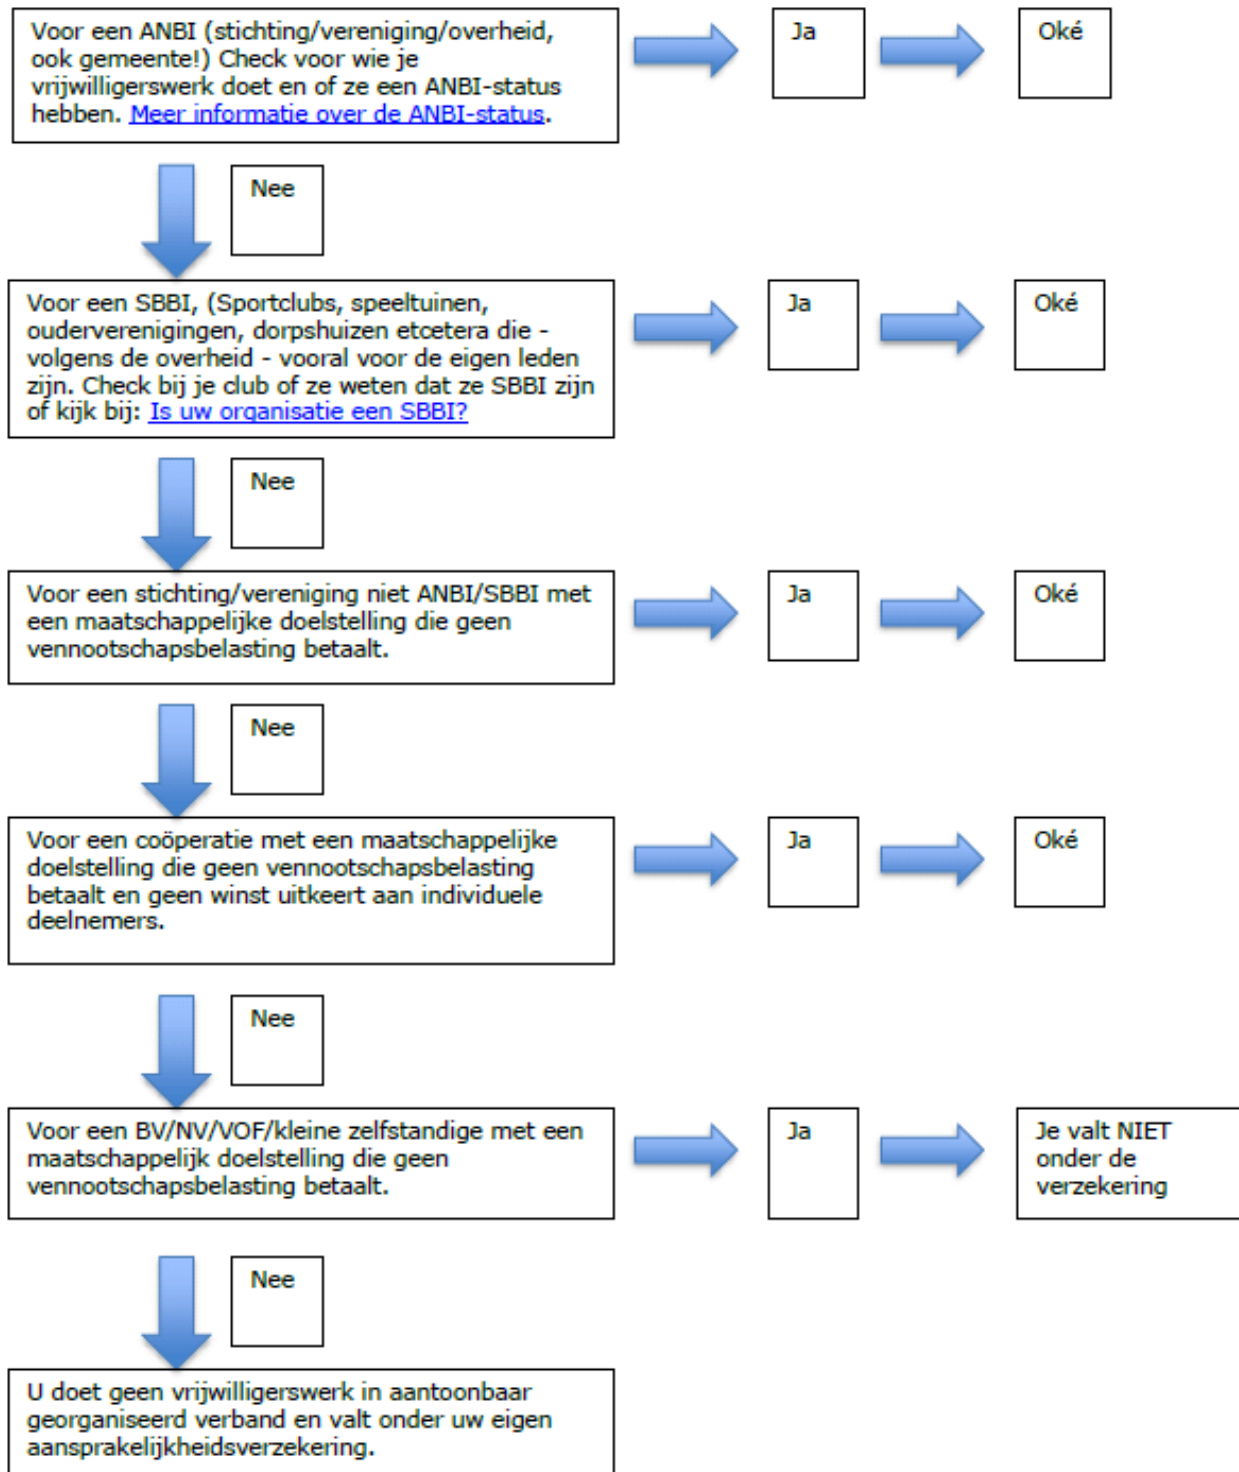 Voor een ANBI (stichting/vereniging/overheid,
ook gemeente!) Check voor wie je
vrijwilligerswerk doet en of ze een ANBI-status
hebben. Meer informatie over de ANBI-status.
Ja
Oké
Nee
Voor een SBBI, (Sportclubs, speeltuinen,
ouderverenigingen, dorpshuizen etcetera die -
volgens de overheid - vooral voor de eigen leden
zijn. Check bij je club of ze weten dat ze SBBI zijn
of kijk bij: Is uw organisatie een SBBI?
Ja
Oké
Nee
Voor een stichting/vereniging niet ANBI/SBBI met
een maatschappelijke doelstelling die geen
vennootschapsbelasting betaalt.
Ja
Oké
Nee
Voor een coöperatie met een maatschappelijke
doelstelling die geen vennootschapsbelasting
betaalt en geen winst uitkeert aan individuele
deelnemers.
Ja
Oké
Nee
Voor een BV/NV/VOF/kleine zelfstandige met een
maatschappelijk doelstelling die geen
vennootschapsbelasting betaalt.
Ja
Je valt NIET
onder de
verzekering
Nee
U doet geen vrijwilligerswerk in aantoonbaar
georganiseerd verband en valt onder uw eigen
aansprakelijkheidsverzekering.